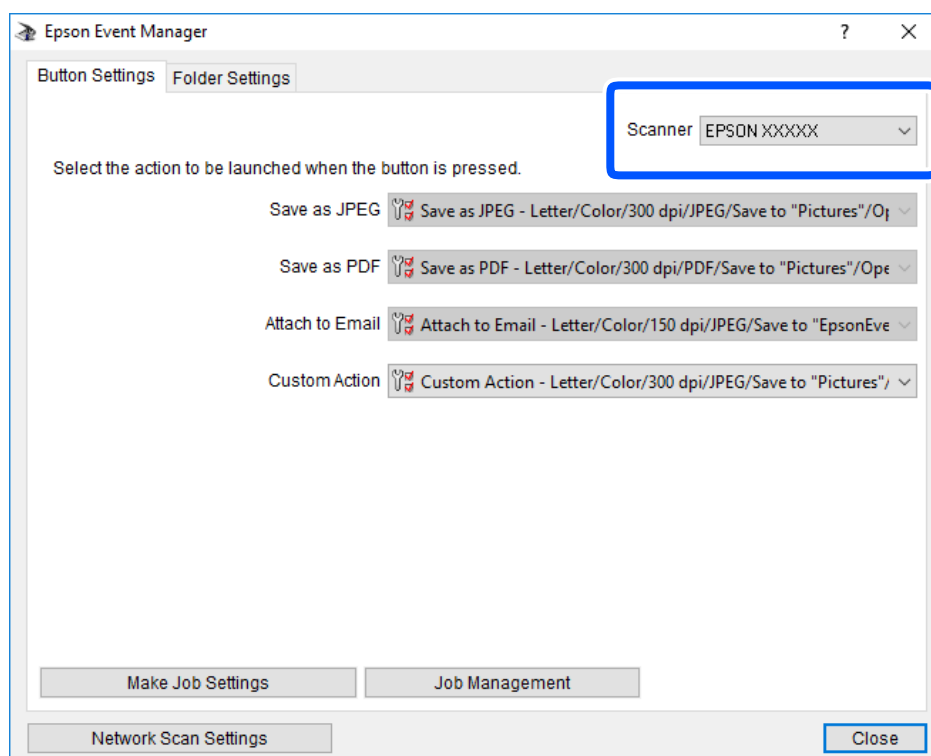 Epson Event Manager
Button Settings Folder Settings
Scanner EPSON XXXXX
Select the action to be launched when the button is pressed.
Save as JPEG Save as JPEG - Letter/Color/300 dpi/JPEG/Save to "Pictures"/Op
Save as PDF Save as PDF - Letter/Color/300 dpi/PDF/Save to "Pictures"/Ope
Attach to Email Attach to Email - Letter/Color/150 dpi/JPEG/Save to "EpsonEve
Custom Action Custom Action - Letter/Color/300 dpi/JPEG/Save to "Pictures"/
Make Job Settings Job Management
Network Scan Settings Close